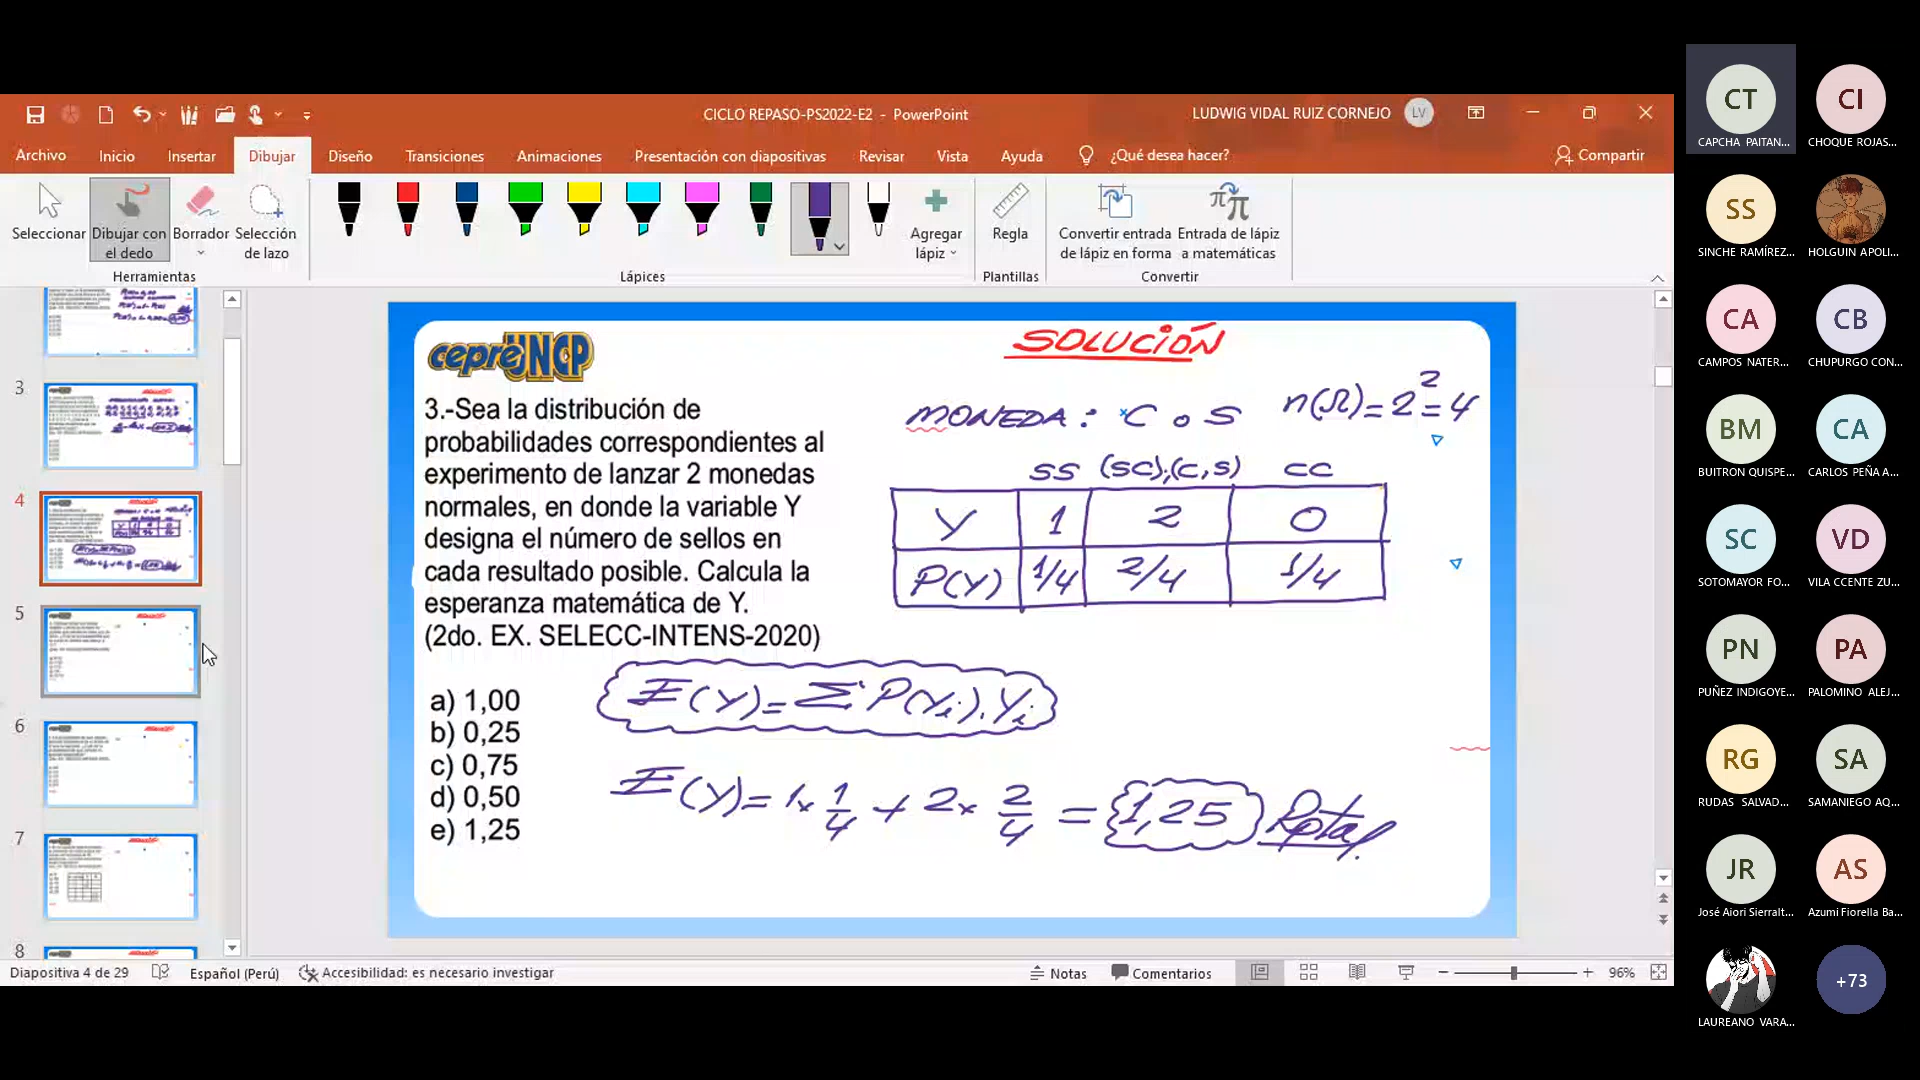 CICLO REPASO-PS2022-E2 - PowerPoint
LUDWIG VIDAL RUIZ CORNEJO
LV
Archivo
Inicio
Insertar
Dibujar
Diseño
Transiciones
Animaciones
Presentación con diapositivas
Revisar
Vista
Ayuda
¿Qué desea hacer?
Compartir
Seleccionar
Dibujar con el dedo
Borrador
Selección de lazo
Agregar lápiz
Regla
Convertir entrada de lápiz en forma
Entrada de lápiz a matemáticas
Herramientas
Lápices
Plantillas
Convertir
3
4
5
6
7
8
cepreUNCP
SOLUCIÓN
3.-Sea la distribución de
probabilidades correspondientes al
experimento de lanzar 2 monedas
normales, en donde la variable Y
designa el número de sellos en
cada resultado posible. Calcula la
esperanza matemática de Y.
(2do. EX. SELECC-INTENS-2020)
a) 1,00
b) 0,25
c) 0,75
d) 0,50
e) 1,25
MONEDA: C o S
n(Ω)=2²=4
SS (SC);(C,S) CC
Y 1 2 0
P(Y) 1/4 2/4 1/4
E(Y)=Σ P(Yi).Yi
E(Y)= 1x 1/4 + 2x 2/4 = 1,25 Rpta.
Diapositiva 4 de 29
Español (Perú)
Accesibilidad: es necesario investigar
Notas
Comentarios
96%
CT
CAPCHA PAITAN...
CI
CHOQUE ROJAS...
SS
SINCHE RAMÍREZ...
HOLGUIN APOLI...
CA
CAMPOS NATER...
CB
CHUPURGO CON...
BM
BUITRON QUISPE...
CA
CARLOS PEÑA A...
SC
SOTOMAYOR FO...
VD
VILA CCENTE ZU...
PN
PUÑEZ INDIGOYE...
PA
PALOMINO ALEJ...
RG
RUDAS SALVAD...
SA
SAMANIEGO AQ...
JR
José Aiori Sierralt...
AS
Azumi Fiorella Ba...
LAUREANO VARA...
+73